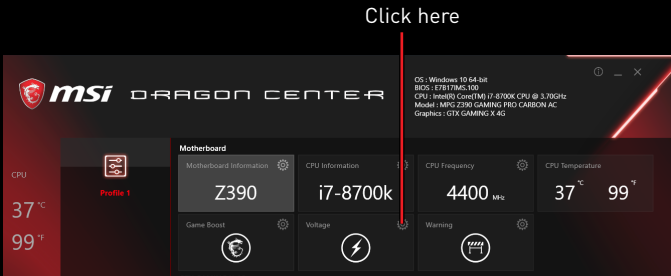 Click here
msi DRAGON CENTER
OS : Windows 10 64-bit
BIOS : E7B17IMS.100
CPU : Intel(R) Core(TM) i7-8700K CPU @ 3.70GHz
Model : MPG Z390 GAMING PRO CARBON AC
Graphics : GTX GAMING X 4G
CPU
37 °C
99 °F
Profile 1
Motherboard
Motherboard Information
Z390
CPU Information
i7-8700k
CPU Frequency
4400 MHz
CPU Temperature
37 °C 99 °F
Game Boost
Voltage
Warning